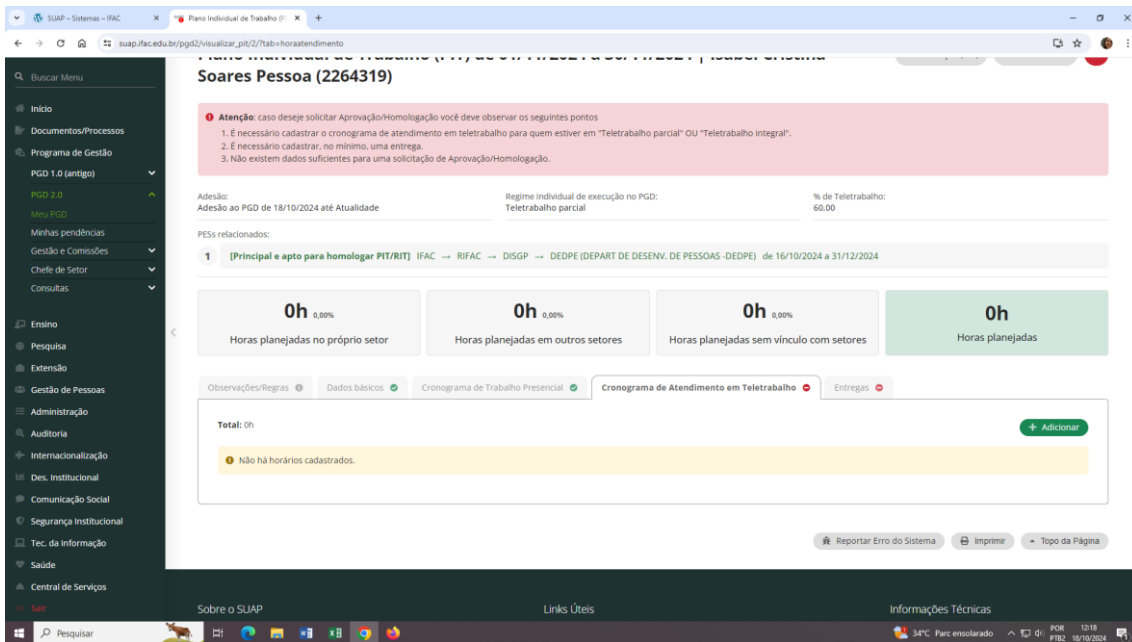 SUAP – Sistemas – IFAC
Plano Individual de Trabalho (P
suap.ifac.edu.br/pgd2/visualizar_pit/2/?tab=horaatendimento
Buscar Menu
Início
Documentos/Processos
Programa de Gestão
PGD 1.0 (antigo)
PGD 2.0
Meu PGD
Minhas pendências
Gestão e Comissões
Chefe de Setor
Consultas
Ensino
Pesquisa
Extensão
Gestão de Pessoas
Administração
Auditoria
Internacionalização
Des. Institucional
Comunicação Social
Segurança Institucional
Tec. da Informação
Saúde
Central de Serviços
Sair
Soares Pessoa (2264319)
Atenção: caso deseje solicitar Aprovação/Homologação você deve observar os seguintes pontos
1. É necessário cadastrar o cronograma de atendimento em teletrabalho para quem estiver em "Teletrabalho parcial" OU "Teletrabalho integral".
2. É necessário cadastrar, no mínimo, uma entrega.
3. Não existem dados suficientes para uma solicitação de Aprovação/Homologação.
Adesão:
Adesão ao PGD de 18/10/2024 até Atualidade
Regime individual de execução no PGD:
Teletrabalho parcial
% de Teletrabalho:
60,00
PESs relacionados:
1 [Principal e apto para homologar PIT/RIT] IFAC → RIFAC → DISGP → DEDPE (DEPART DE DESENV. DE PESSOAS -DEDPE) de 16/10/2024 a 31/12/2024
0h 0,00%
Horas planejadas no próprio setor
0h 0,00%
Horas planejadas em outros setores
0h 0,00%
Horas planejadas sem vínculo com setores
0h
Horas planejadas
Observações/Regras
Dados básicos
Cronograma de Trabalho Presencial
Cronograma de Atendimento em Teletrabalho
Entregas
Total: 0h
+ Adicionar
Não há horários cadastrados.
Reportar Erro do Sistema
Imprimir
Topo da Página
Sobre o SUAP
Links Úteis
Informações Técnicas
Pesquisar
34°C Parc ensolarado
POR
PTB2
12:18
18/10/2024